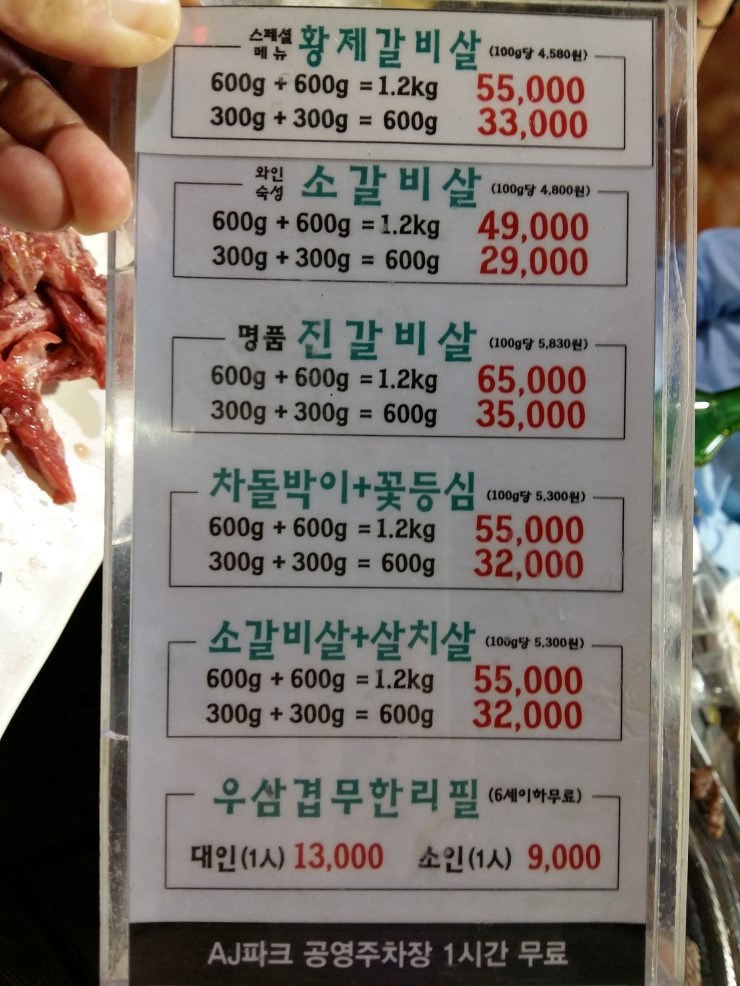 스페셜 메뉴 황제갈비살 (100g당 4,580원)
600g + 600g = 1.2kg 55,000
300g + 300g = 600g 33,000
와인 숙성 소갈비살 (100g당 4,800원)
600g + 600g = 1.2kg 49,000
300g + 300g = 600g 29,000
명품 진갈비살 (100g당 5,830원)
600g + 600g = 1.2kg 65,000
300g + 300g = 600g 35,000
차돌박이+꽃등심 (100g당 5,300원)
600g + 600g = 1.2kg 55,000
300g + 300g = 600g 32,000
소갈비살+살치살 (100g당 5,300원)
600g + 600g = 1.2kg 55,000
300g + 300g = 600g 32,000
우삼겹무한리필 (6세이하무료)
대인(1人) 13,000 소인(1人) 9,000
AJ파크 공영주차장 1시간 무료